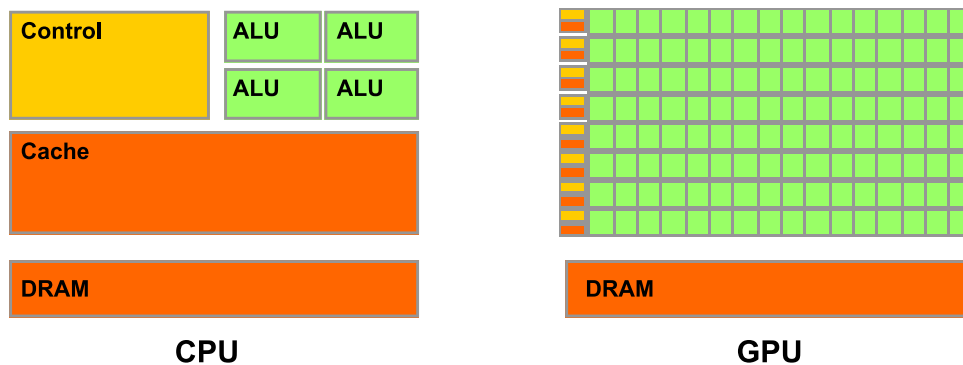 Control
ALU ALU
ALU ALU
Cache
DRAM
CPU
DRAM
GPU